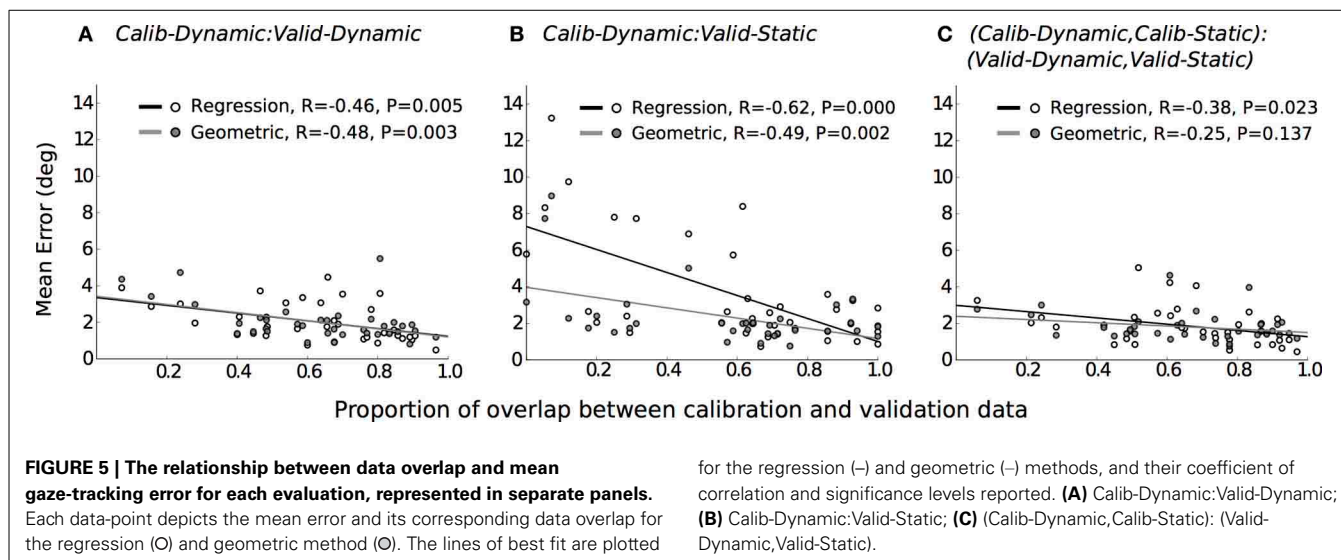 A Calib-Dynamic:Valid-Dynamic
B Calib-Dynamic:Valid-Static
C (Calib-Dynamic,Calib-Static):
(Valid-Dynamic,Valid-Static)
Mean Error (deg)
14
12
10
8
6
4
2
0
Regression, R=-0.46, P=0.005
Geometric, R=-0.48, P=0.003
0.2 0.4 0.6 0.8 1.0
14
12
10
8
6
4
2
0
Regression, R=-0.62, P=0.000
Geometric, R=-0.49, P=0.002
0.2 0.4 0.6 0.8 1.0
14
12
10
8
6
4
2
0
Regression, R=-0.38, P=0.023
Geometric, R=-0.25, P=0.137
0.2 0.4 0.6 0.8 1.0
Proportion of overlap between calibration and validation data
FIGURE 5 | The relationship between data overlap and mean
gaze-tracking error for each evaluation, represented in separate panels.
Each data-point depicts the mean error and its corresponding data overlap for
the regression (O) and geometric method (O). The lines of best fit are plotted
for the regression (–) and geometric (–) methods, and their coefficient of
correlation and significance levels reported. (A) Calib-Dynamic:Valid-Dynamic;
(B) Calib-Dynamic:Valid-Static; (C) (Calib-Dynamic,Calib-Static): (Valid-
Dynamic,Valid-Static).